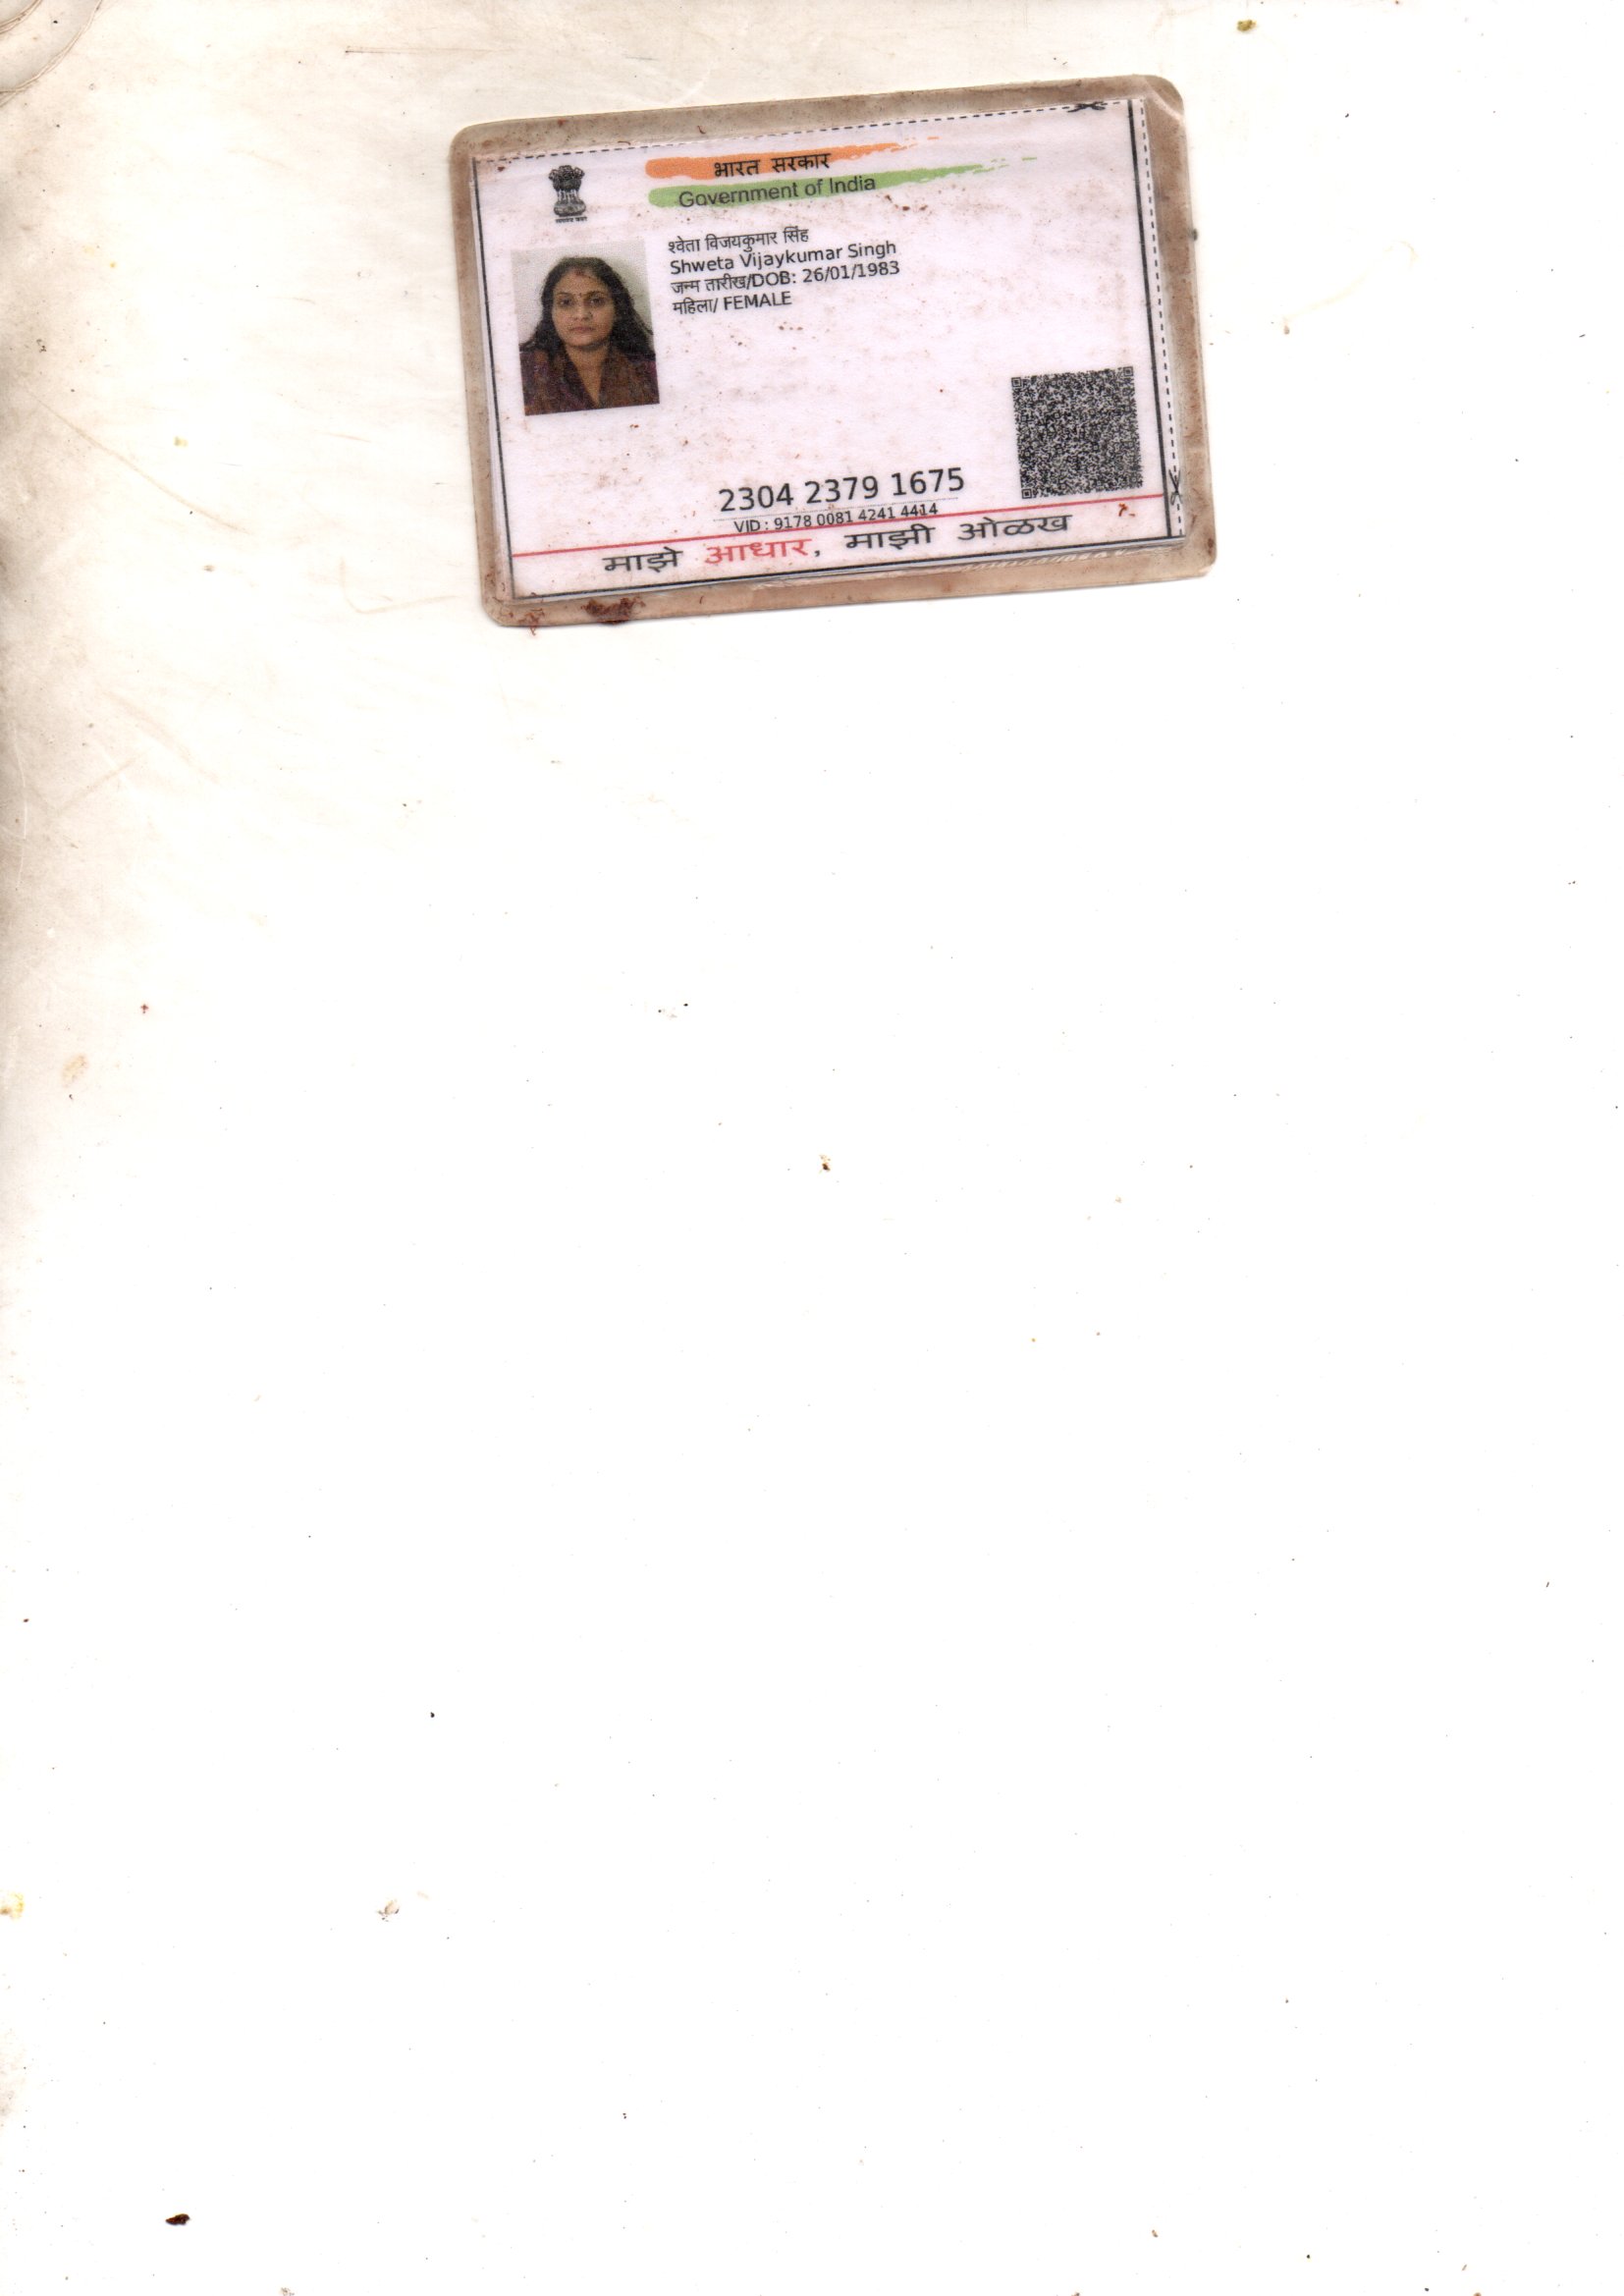 भारत सरकार
Government of India
श्वेता विजयकुमार सिंह
Shweta Vijaykumar Singh
जन्म तारीख/DOB: 26/01/1983
महिला/ FEMALE
2304 2379 1675
VID : 9178 0081 4241 4414
माझे आधार, माझी ओळख